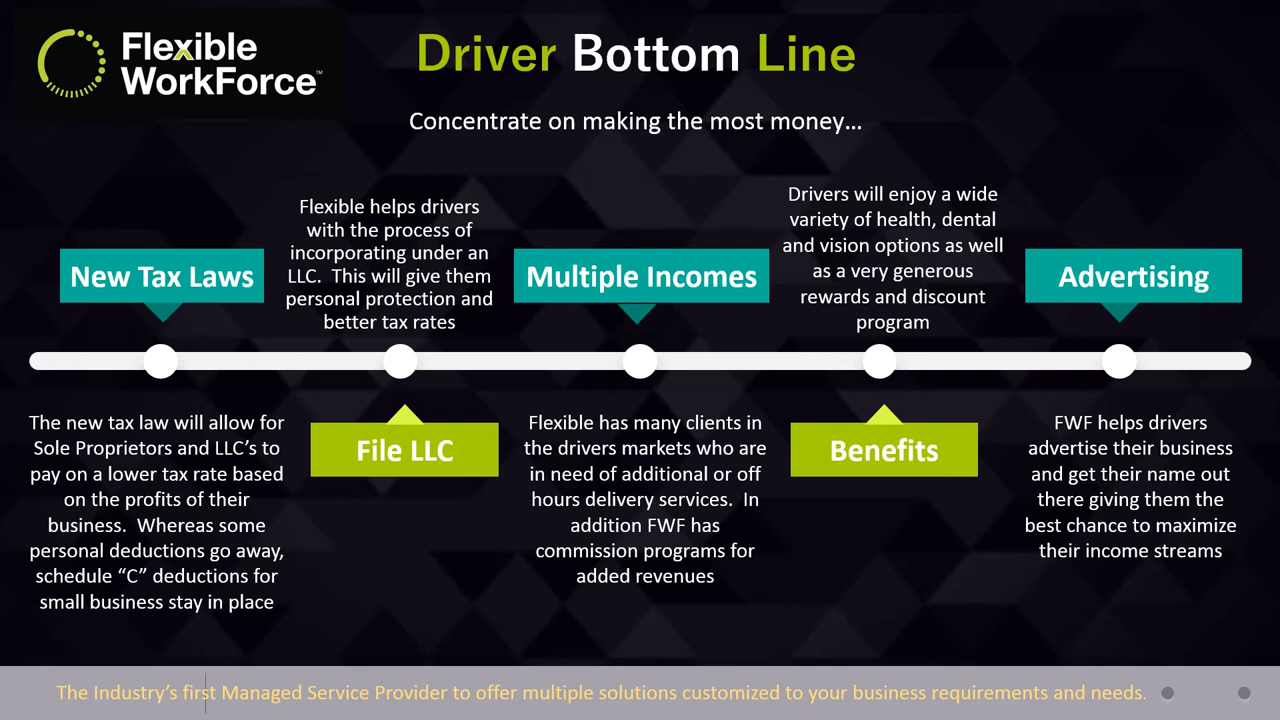 Flexible
WorkForce™
Driver Bottom Line
Concentrate on making the most money…
New Tax Laws
The new tax law will allow for
Sole Proprietors and LLC's to
pay on a lower tax rate based
on the profits of their
business.  Whereas some
personal deductions go away,
schedule “C” deductions for
small business stay in place
Flexible helps drivers
with the process of
incorporating under an
LLC.  This will give them
personal protection and
better tax rates
File LLC
Multiple Incomes
Flexible has many clients in
the drivers markets who are
in need of additional or off
hours delivery services.  In
addition FWF has
commission programs for
added revenues
Drivers will enjoy a wide
variety of health, dental
and vision options as well
as a very generous
rewards and discount
program
Benefits
Advertising
FWF helps drivers
advertise their business
and get their name out
there giving them the
best chance to maximize
their income streams
The Industry's first Managed Service Provider to offer multiple solutions customized to your business requirements and needs.